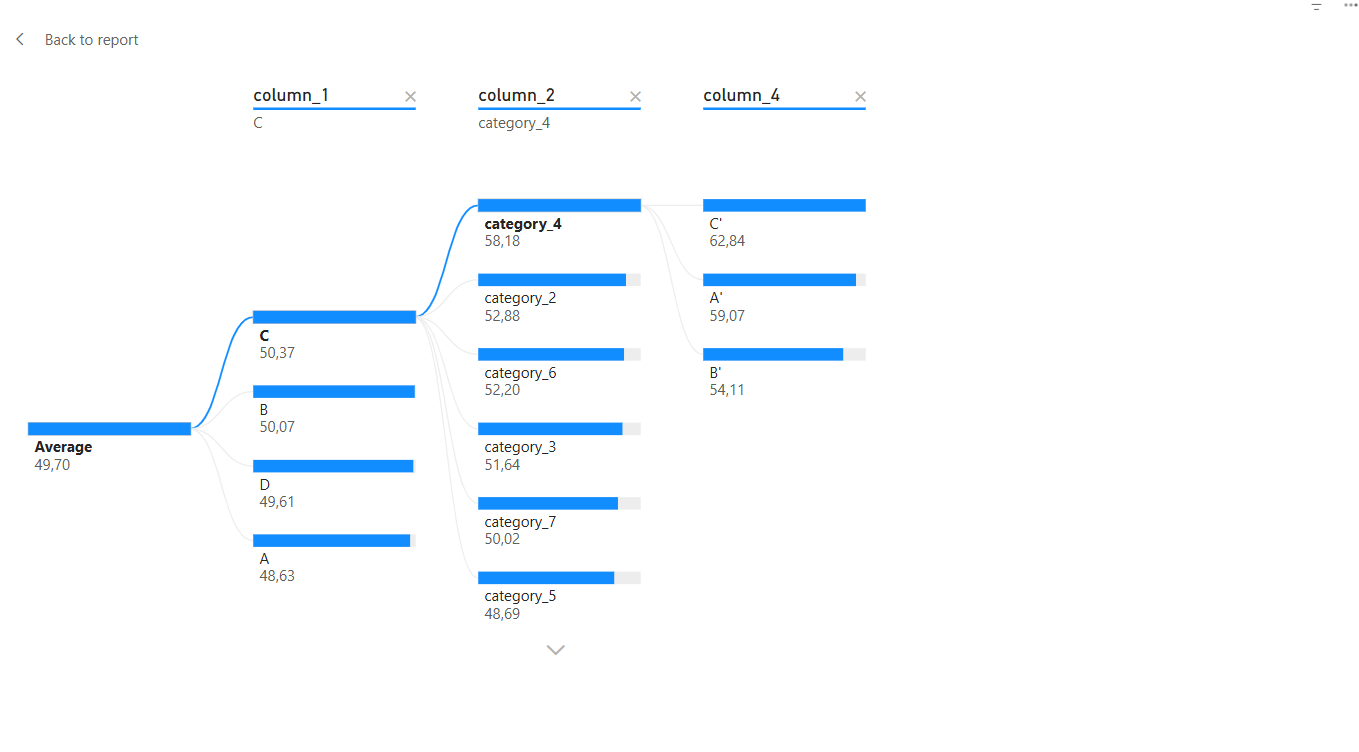 Back to report
column_1
C
column_2
category_4
column_4
Average
49,70
C
50,37
B
50,07
D
49,61
A
48,63
category_4
58,18
category_2
52,88
category_6
52,20
category_3
51,64
category_7
50,02
category_5
48,69
C'
62,84
A'
59,07
B'
54,11